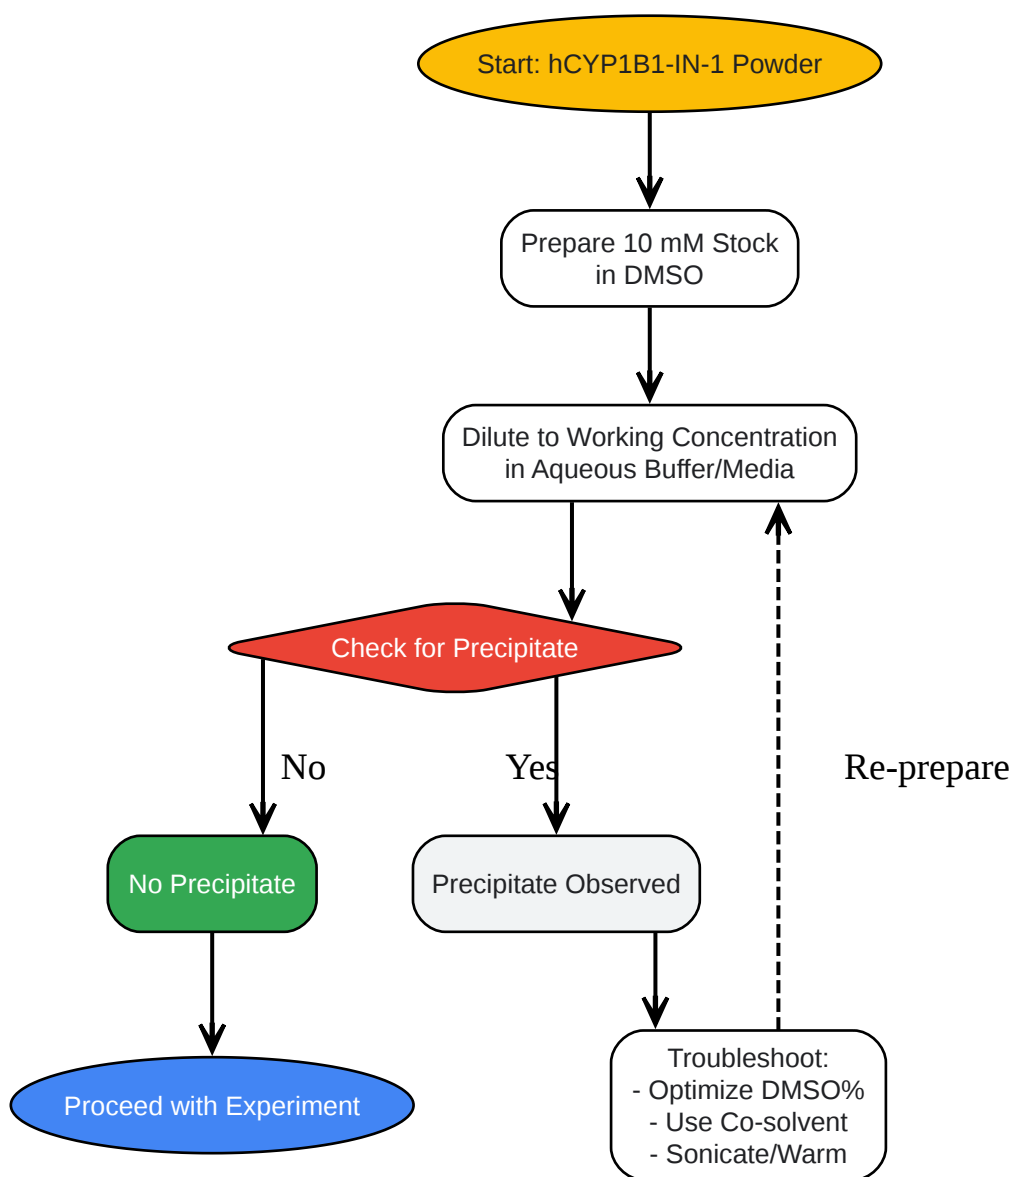 Start: hCYP1B1-IN-1 Powder
Prepare 10 mM Stock
in DMSO
Dilute to Working Concentration
in Aqueous Buffer/Media
Check for Precipitate
No
Yes
Re-prepare
No Precipitate
Precipitate Observed
Proceed with Experiment
Troubleshoot:
- Optimize DMSO%
- Use Co-solvent
- Sonicate/Warm